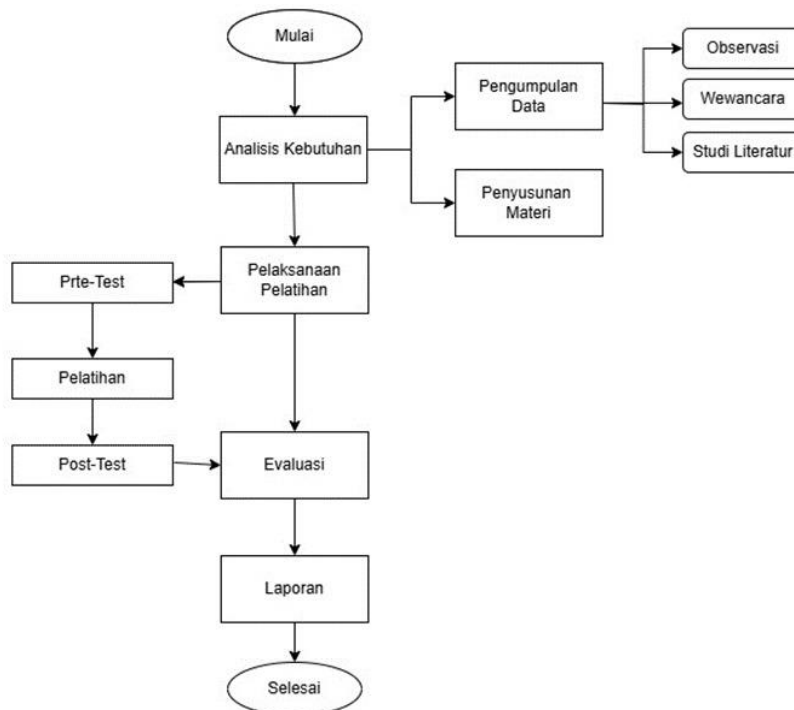 Mulai
Pengumpulan
Data
Observasi
Wewancara
Studi Literatur
Analisis Kebutuhan
Penyusunan
Materi
Pelaksanaan
Pelatihan
Prte-Test
Pelatihan
Post-Test
Evaluasi
Laporan
Selesai